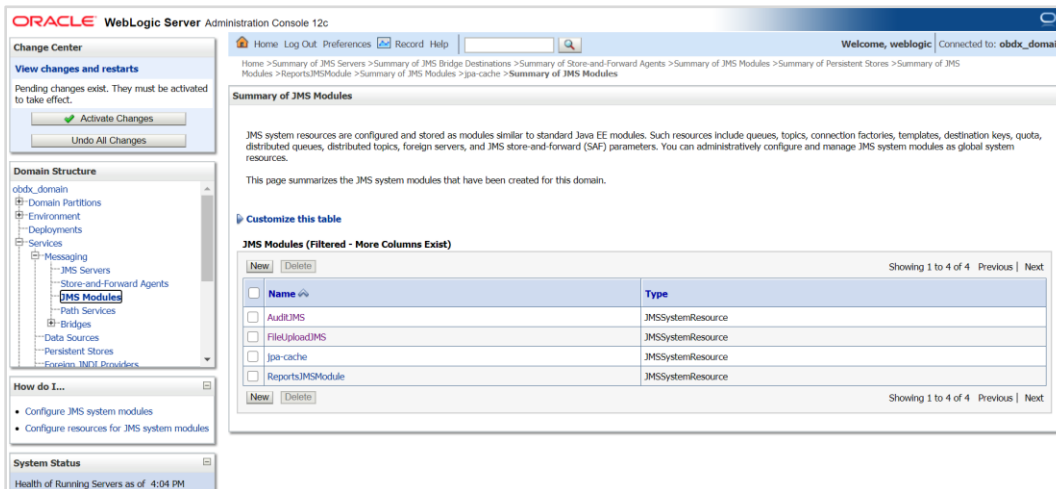 ORACLE WebLogic Server Administration Console 12c
Change Center
View changes and restarts
Pending changes exist. They must be activated
to take effect.
Activate Changes
Undo All Changes
Domain Structure
obdx_domain
Domain Partitions
Environment
Deployments
Services
Messaging
JMS Servers
Store-and-Forward Agents
JMS Modules
Path Services
Bridges
Data Sources
Persistent Stores
Foreign JNDI Providers
How do I...
Configure JMS system modules
Configure resources for JMS system modules
System Status
Health of Running Servers as of 4:04 PM
Home Log Out Preferences Record Help
Welcome, weblogic Connected to: obdx_domai
Home >Summary of JMS Servers >Summary of JMS Bridge Destinations >Summary of Store-and-Forward Agents >Summary of JMS Modules >Summary of Persistent Stores >Summary of JMS
Modules >ReportsJMSModule >Summary of JMS Modules >jpa-cache >Summary of JMS Modules
Summary of JMS Modules
JMS system resources are configured and stored as modules similar to standard Java EE modules. Such resources include queues, topics, connection factories, templates, destination keys, quota,
distributed queues, distributed topics, foreign servers, and JMS store-and-forward (SAF) parameters. You can administratively configure and manage JMS system modules as global system
resources.
This page summarizes the JMS system modules that have been created for this domain.
Customize this table
JMS Modules (Filtered - More Columns Exist)
New Delete Showing 1 to 4 of 4 Previous | Next
Name Type
AuditJMS JMSSystemResource
FileUploadJMS JMSSystemResource
jpa-cache JMSSystemResource
ReportsJMSModule JMSSystemResource
New Delete Showing 1 to 4 of 4 Previous | Next